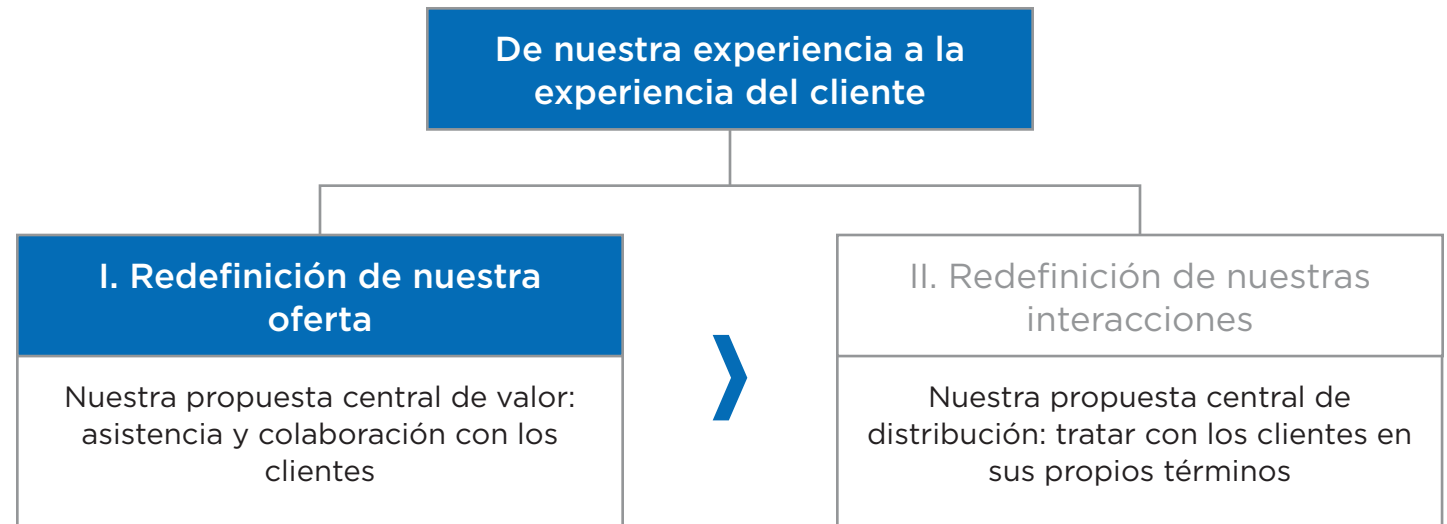 De nuestra experiencia a la
experiencia del cliente
I. Redefinición de nuestra
oferta
Nuestra propuesta central de valor:
asistencia y colaboración con los
clientes
II. Redefinición de nuestras
interacciones
Nuestra propuesta central de
distribución: tratar con los clientes en
sus propios términos